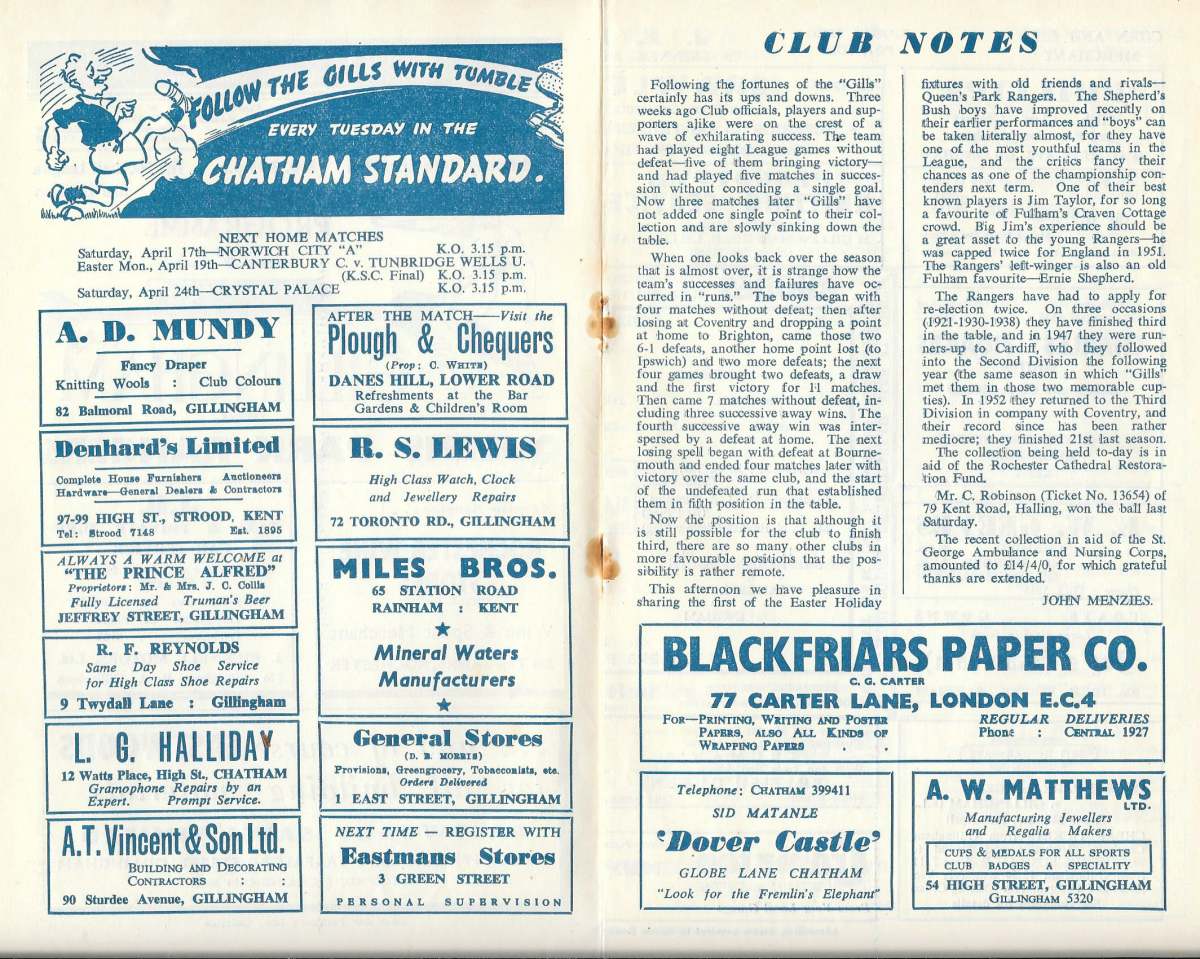 FOLLOW THE GILLS WITH TUMBLE
EVERY TUESDAY IN THE
CHATHAM STANDARD.
NEXT HOME MATCHES
Saturday, April 17th—NORWICH CITY "A" K.O. 3.15 p.m.
Easter Mon., April 19th—CANTERBURY C. v. TUNBRIDGE WELLS U.
(K.S.C. Final) K.O. 3.15 p.m.
Saturday, April 24th—CRYSTAL PALACE K.O. 3.15 p.m.
A. D. MUNDY
Fancy Draper
Knitting Wools : Club Colours
82 Balmoral Road, GILLINGHAM
AFTER THE MATCH—Visit the
Plough & Chequers
(Prop: C. WHITE)
DANES HILL, LOWER ROAD
Refreshments at the Bar
Gardens & Children's Room
Denhard's Limited
Complete House Furnishers Auctioneers
Hardware—General Dealers & Contractors
97-99 HIGH ST., STROOD, KENT
Tel: Strood 7148 Est. 1895
R. S. LEWIS
High Class Watch, Clock
and Jewellery Repairs
72 TORONTO RD., GILLINGHAM
ALWAYS A WARM WELCOME at
"THE PRINCE ALFRED"
Proprietors: Mr. & Mrs. J. C. Collis
Fully Licensed Truman's Beer
JEFFREY STREET, GILLINGHAM
MILES BROS.
65 STATION ROAD
RAINHAM : KENT
Mineral Waters
Manufacturers
R. F. REYNOLDS
Same Day Shoe Service
for High Class Shoe Repairs
9 Twydall Lane : Gillingham
L. G. HALLIDAY
12 Watts Place, High St., CHATHAM
Gramophone Repairs by an
Expert. Prompt Service.
General Stores
(D. B. MORRIS)
Provisions, Greengrocery, Tobacconists, etc.
Orders Delivered
1 EAST STREET, GILLINGHAM
A.T. Vincent & Son Ltd.
BUILDING AND DECORATING
CONTRACTORS : :
90 Sturdee Avenue, GILLINGHAM
NEXT TIME — REGISTER WITH
Eastmans Stores
3 GREEN STREET
PERSONAL SUPERVISION
CLUB NOTES
Following the fortunes of the "Gills"
certainly has its ups and downs. Three
weeks ago Club officials, players and sup-
porters alike were on the crest of a
wave of exhilarating success. The team
had played eight League games without
defeat—five of them bringing victory—
and had played five matches in succes-
sion without conceding a single goal.
Now three matches later "Gills" have
not added one single point to their col-
lection and are slowly sinking down the
table.
When one looks back over the season
that is almost over, it is strange how the
team's successes and failures have oc-
curred in "runs." The boys began with
four matches without defeat; then after
losing at Coventry and dropping a point
at home to Brighton, came those two
6-1 defeats, another home point lost (to
Ipswich) and two more defeats; the next
four games brought two defeats, a draw
and the first victory for 11 matches.
Then came 7 matches without defeat, in-
cluding three successive away wins. The
fourth successive away win was inter-
spersed by a defeat at home. The next
losing spell began with defeat at Bourne-
mouth and ended four matches later with
victory over the same club, and the start
of the undefeated run that established
them in fifth position in the table.
Now the position is that although it
is still possible for the club to finish
third, there are so many other clubs in
more favourable positions that the pos-
sibility is rather remote.
This afternoon we have pleasure in
sharing the first of the Easter Holiday
fixtures with old friends and rivals—
Queen's Park Rangers. The Shepherd's
Bush boys have improved recently on
their earlier performances and "boys" can
be taken literally almost, for they have
one of the most youthful teams in the
League, and the critics fancy their
chances as one of the championship con-
tenders next term. One of their best
known players is Jim Taylor, for so long
a favourite of Fulham's Craven Cottage
crowd. Big Jim's experience should be
a great asset to the young Rangers—he
was capped twice for England in 1951.
The Rangers' left-winger is also an old
Fulham favourite—Ernie Shepherd.
The Rangers have had to apply for
re-election twice. On three occasions
(1921-1930-1938) they have finished third
in the table, and in 1947 they were run-
ners-up to Cardiff, who they followed
into the Second Division the following
year (the same season in which "Gills"
met them in those two memorable cup-
ties). In 1952 they returned to the Third
Division in company with Coventry, and
their record since has been rather
mediocre; they finished 21st last season.
The collection being held to-day is in
aid of the Rochester Cathedral Restora-
tion Fund.
Mr. C. Robinson (Ticket No. 13654) of
79 Kent Road, Halling, won the ball last
Saturday.
The recent collection in aid of the St.
George Ambulance and Nursing Corps,
amounted to £14/4/0, for which grateful
thanks are extended.
JOHN MENZIES.
BLACKFRIARS PAPER CO.
C. G. CARTER
77 CARTER LANE, LONDON E.C.4
FOR—PRINTING, WRITING AND POSTER
PAPERS, ALSO ALL KINDS OF
WRAPPING PAPERS . .
REGULAR DELIVERIES
Phone : CENTRAL 1927
Telephone: CHATHAM 399411
SID MATANLE
'Dover Castle'
GLOBE LANE CHATHAM
"Look for the Fremlin's Elephant"
A. W. MATTHEWS
LTD.
Manufacturing Jewellers
and Regalia Makers
CUPS & MEDALS FOR ALL SPORTS
CLUB BADGES A SPECIALITY
54 HIGH STREET, GILLINGHAM
GILLINGHAM 5320